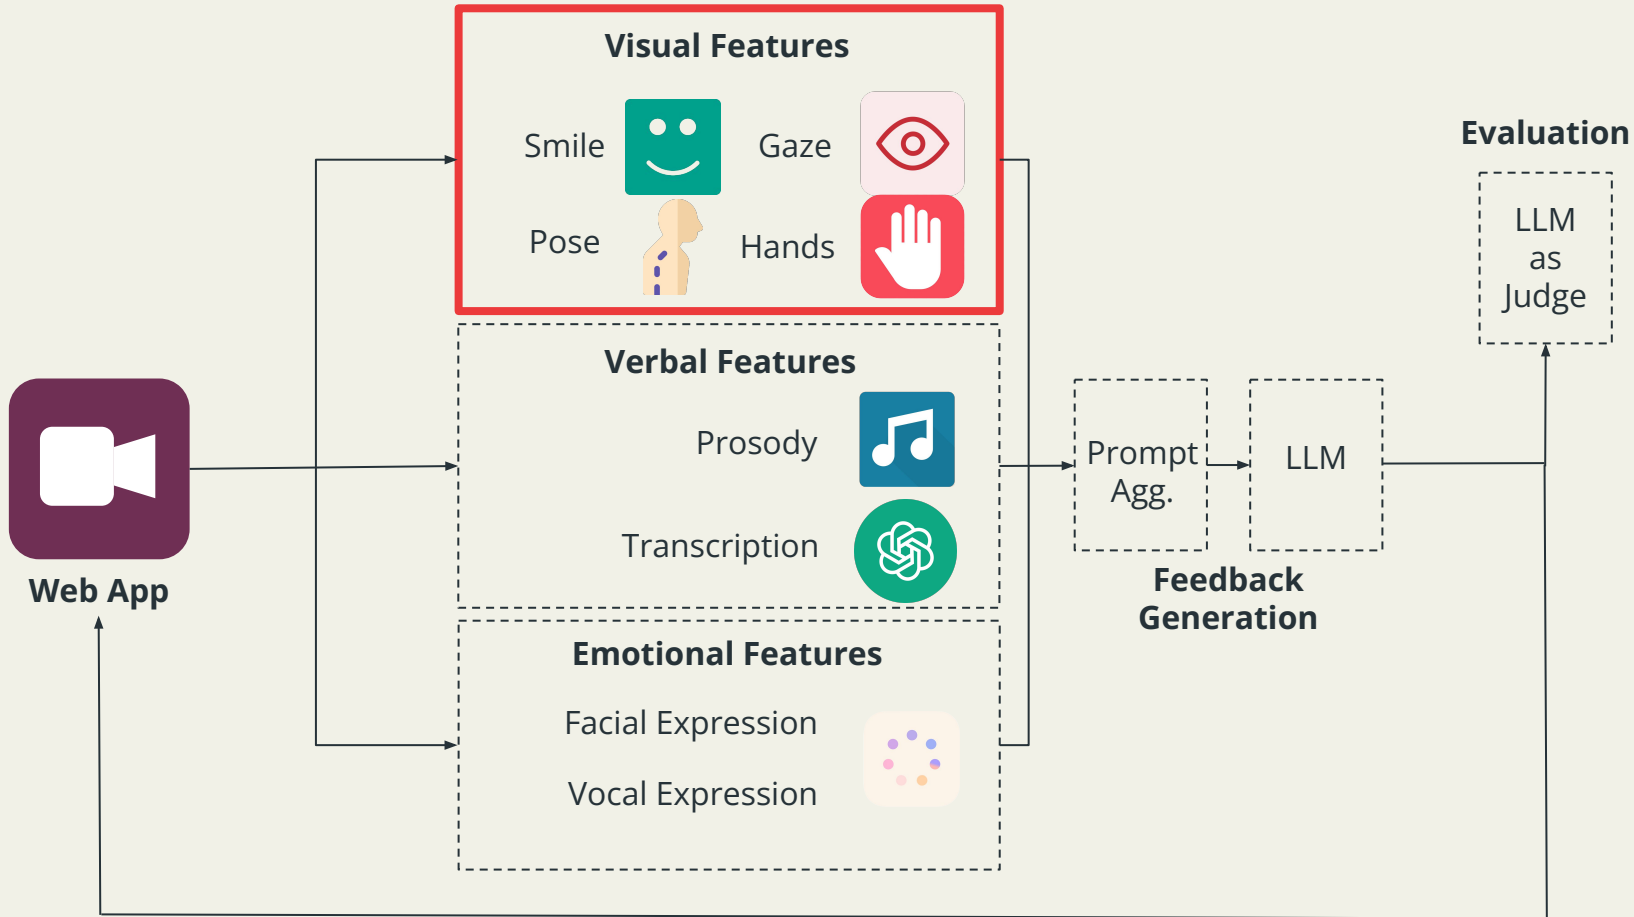 Visual Features
Smile
Gaze
Pose
Hands
Verbal Features
Prosody
Transcription
Emotional Features
Facial Expression
Vocal Expression
Web App
Prompt
Agg.
LLM
Feedback
Generation
Evaluation
LLM
as
Judge